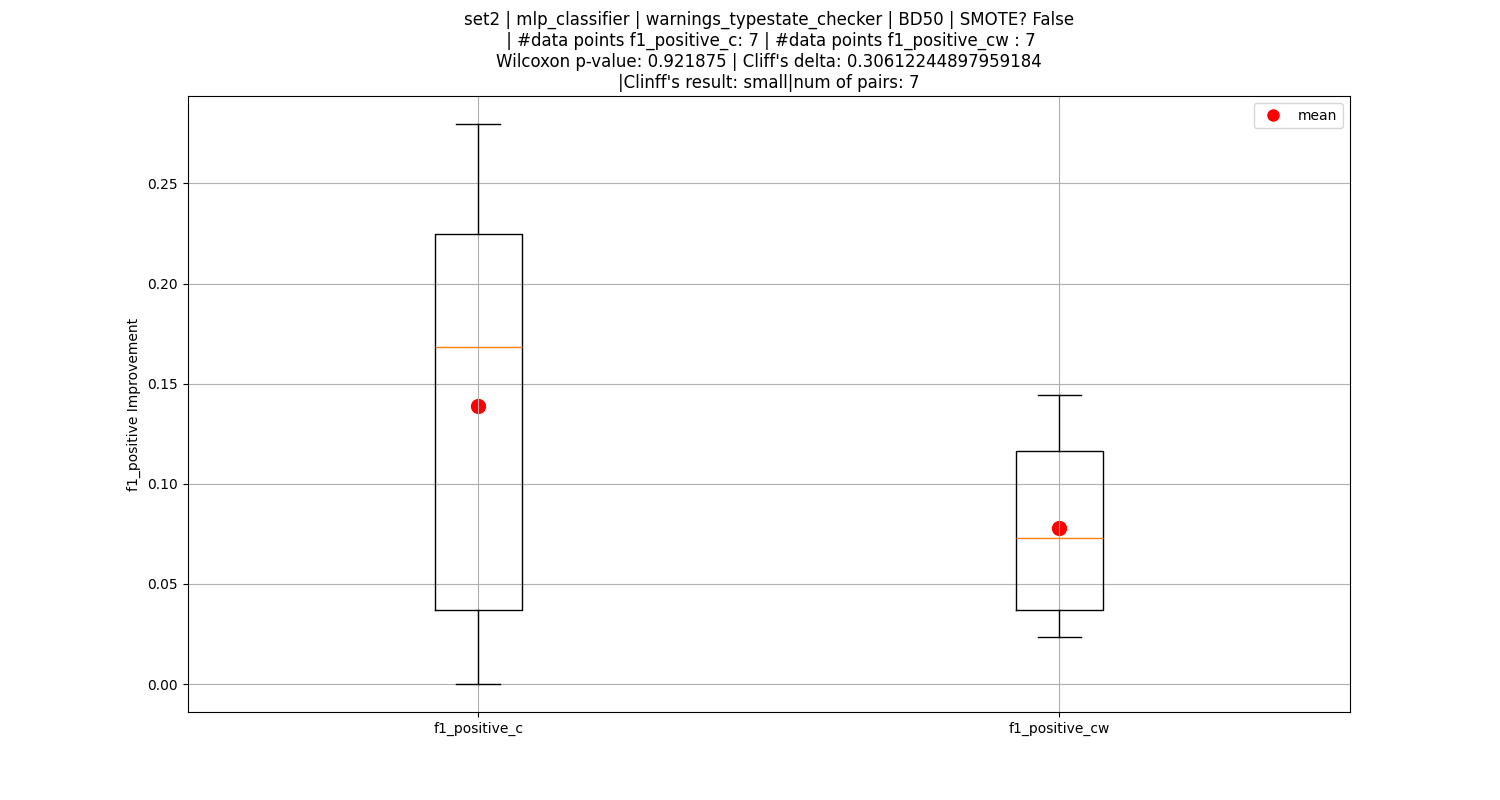 set2 | mlp_classifier | warnings_typestate_checker | BD50 | SMOTE? False
| #data points f1_positive_c: 7 | #data points f1_positive_cw : 7
Wilcoxon p-value: 0.921875 | Cliff's delta: 0.30612244897959184
|Clinff's result: small|num of pairs: 7
mean
0.25
0.20
0.15
0.10
0.05
0.00
f1_positive Improvement
f1_positive_c
f1_positive_cw